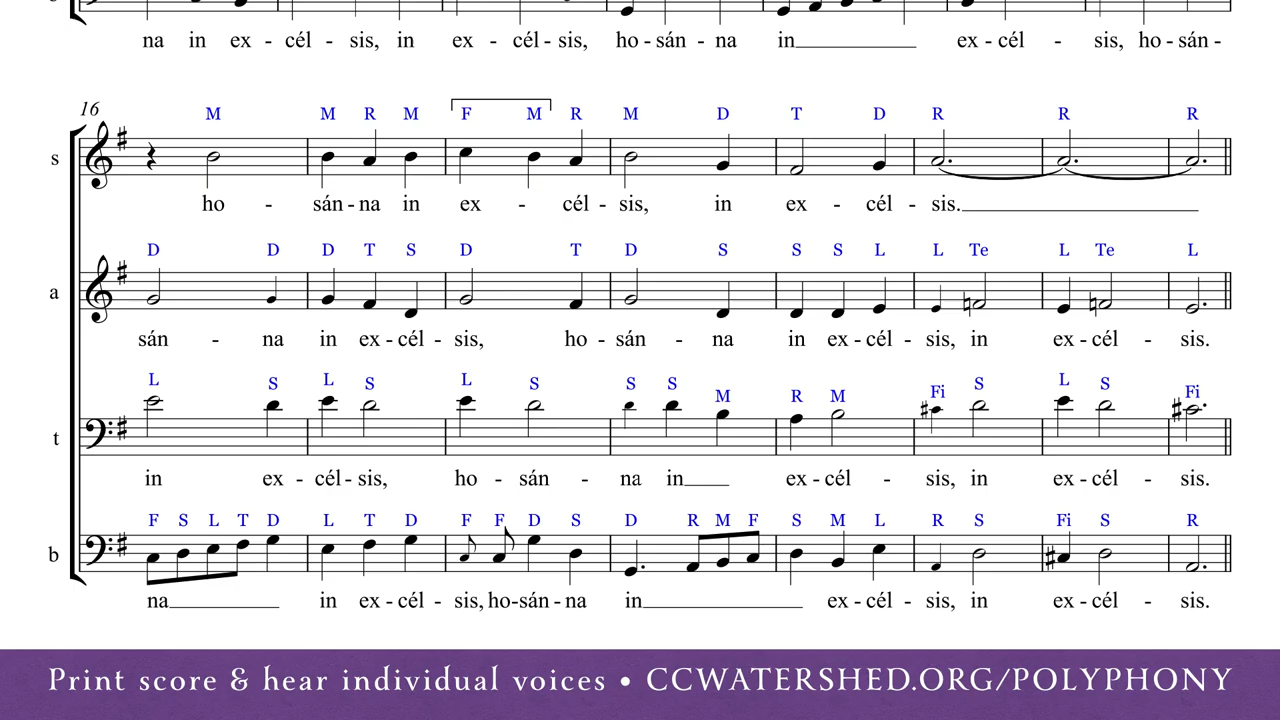 na in ex - cél - sis, in ex - cél - sis, ho - sán - na in ex - cél - sis, ho - sán -
16
M M R M F M R M D T D R R R
s
ho - sán - na in ex - cél - sis, in ex - cél - sis.
D D D T S D T D S S S L L Te L Te L
a
sán - na in ex - cél - sis, ho - sán - na in ex - cél - sis, in ex - cél - sis.
L S L S L S S S M R M Fi S L S Fi
t
in ex - cél - sis, ho - sán - na in ex - cél - sis, in ex - cél - sis.
F S L T D L T D F F D S D R M F S M L R S Fi S R
b
na in ex - cél - sis, ho - sán - na in ex - cél - sis, in ex - cél - sis.
Print score & hear individual voices • CCWATERSHED.ORG/POLYPHONY